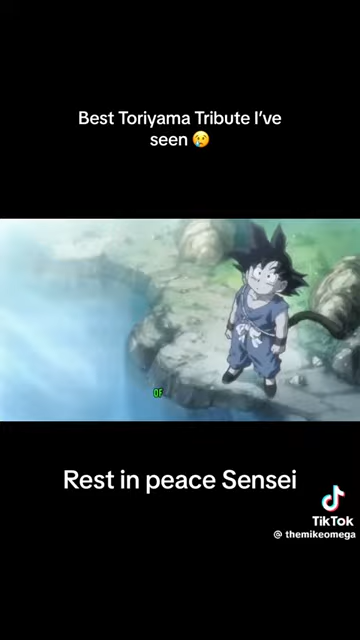 Best Toriyama Tribute I've
seen 😢
OF
Rest in peace Sensei
TikTok
@ themikeomega